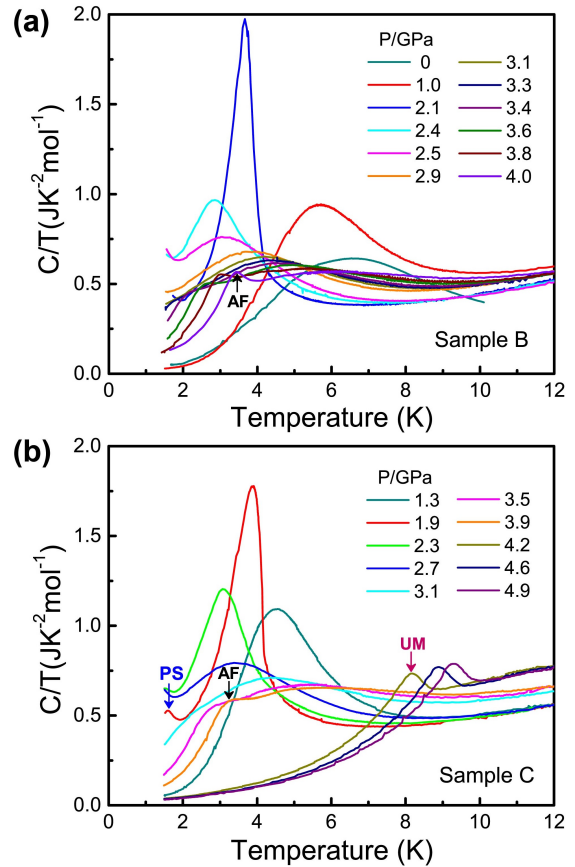 (a)
2.0
1.5
1.0
0.5
0.0
C/T(JK⁻²mol⁻¹)
P/GPa
0
1.0
2.1
2.4
2.5
2.9
3.1
3.3
3.4
3.6
3.8
4.0
AF
Sample B
0 2 4 6 8 10 12
Temperature (K)
(b)
2.0
1.5
1.0
0.5
0.0
C/T(JK⁻²mol⁻¹)
P/GPa
1.3
1.9
2.3
2.7
3.1
3.5
3.9
4.2
4.6
4.9
PS
AF
UM
Sample C
0 2 4 6 8 10 12
Temperature (K)